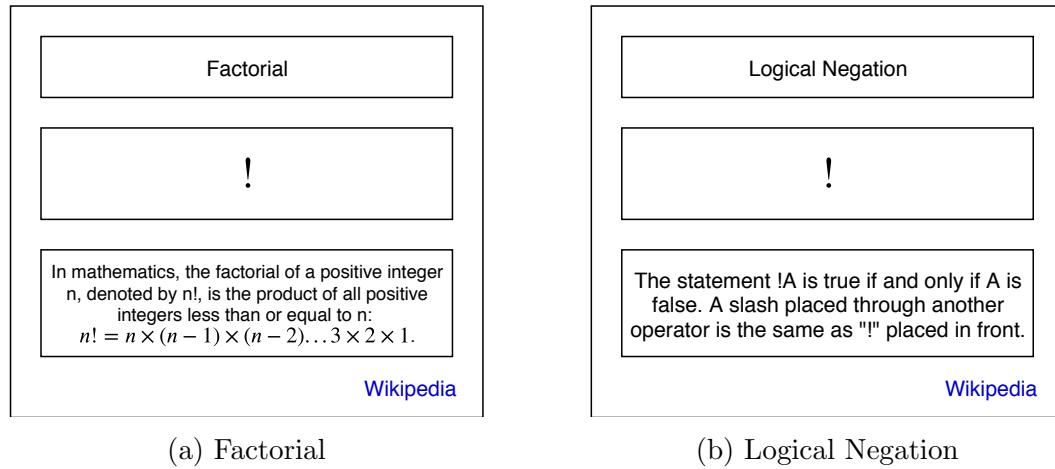 Factorial
!
In mathematics, the factorial of a positive integer
n, denoted by n!, is the product of all positive
integers less than or equal to n:
n! = n × (n − 1) × (n − 2)…3 × 2 × 1.
Wikipedia
(a) Factorial
Logical Negation
!
The statement !A is true if and only if A is
false. A slash placed through another
operator is the same as "!" placed in front.
Wikipedia
(b) Logical Negation